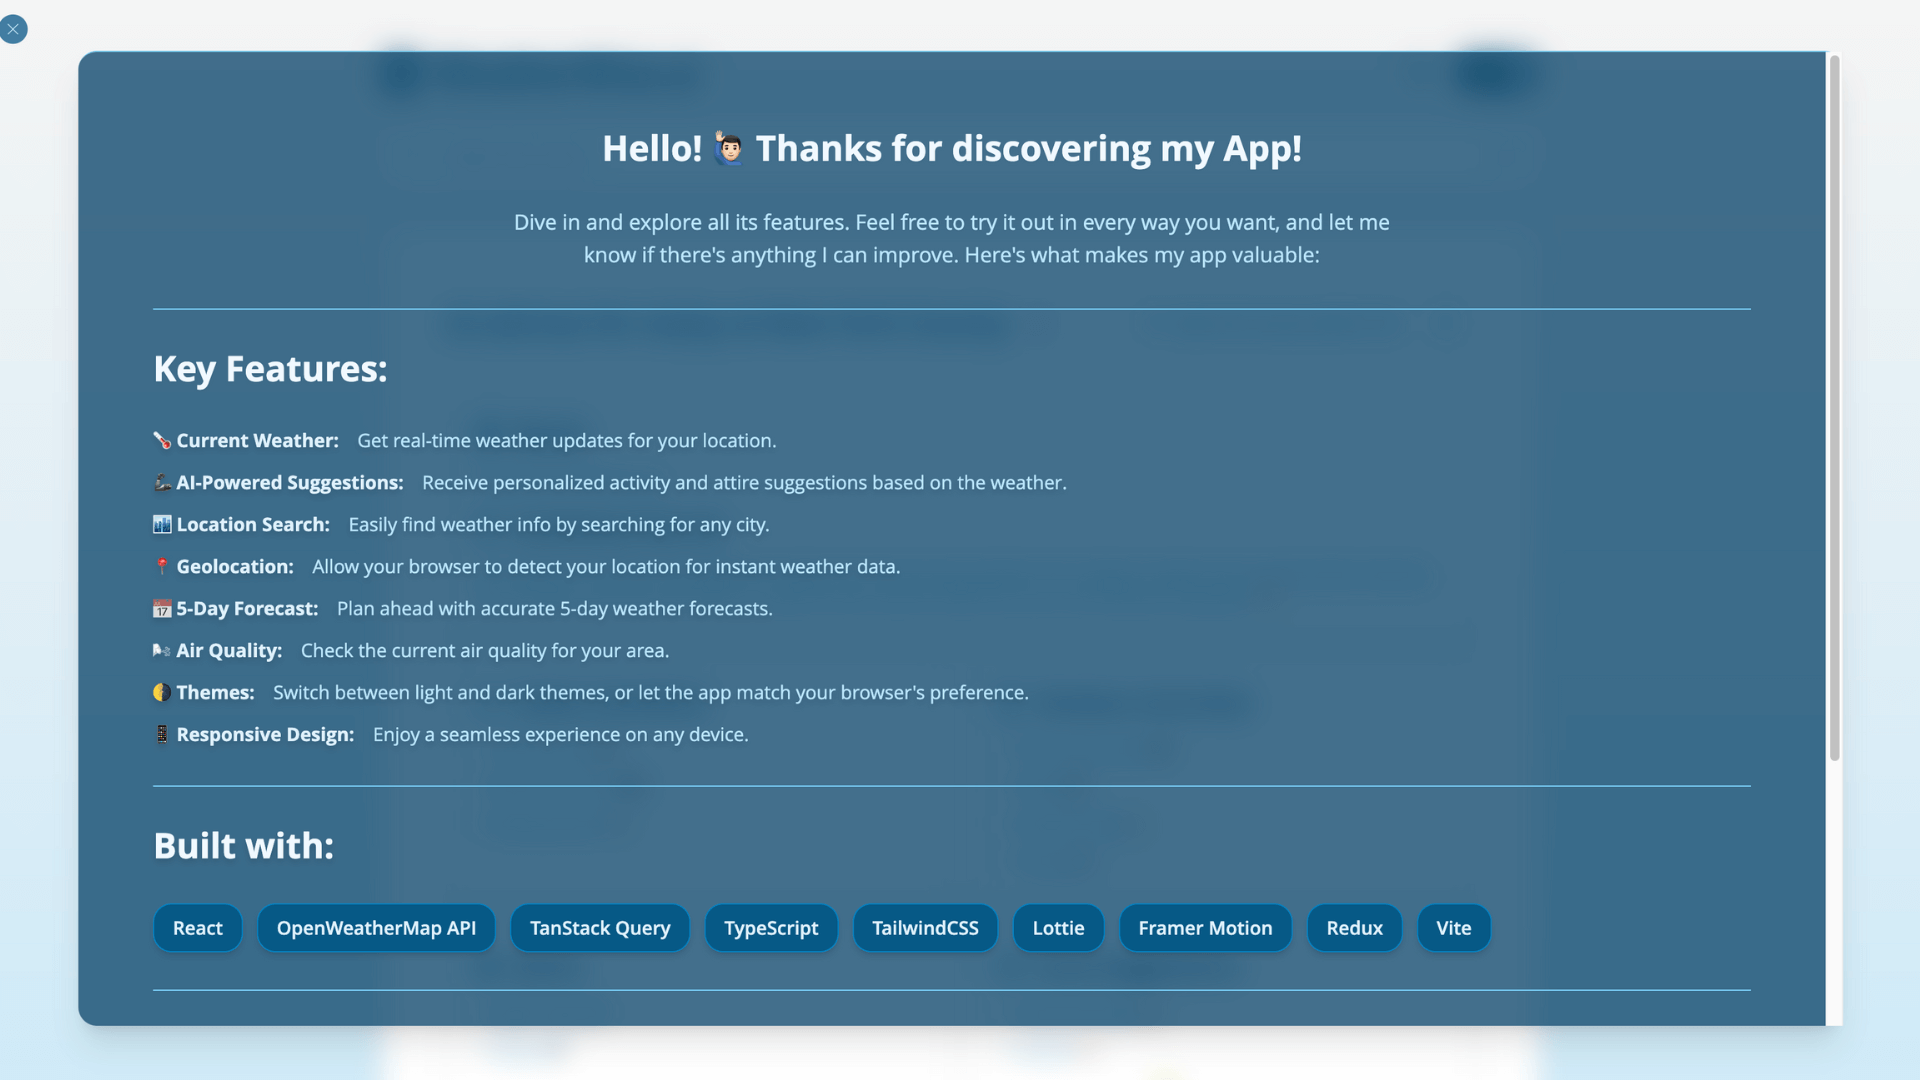 Hello! 🙋🏻‍♂️ Thanks for discovering my App!
Dive in and explore all its features. Feel free to try it out in every way you want, and let me
know if there's anything I can improve. Here's what makes my app valuable:
Key Features:
🌡️ Current Weather: Get real-time weather updates for your location.
🦾 AI-Powered Suggestions: Receive personalized activity and attire suggestions based on the weather.
🏙️ Location Search: Easily find weather info by searching for any city.
📍 Geolocation: Allow your browser to detect your location for instant weather data.
📅 5-Day Forecast: Plan ahead with accurate 5-day weather forecasts.
🌬️ Air Quality: Check the current air quality for your area.
🌗 Themes: Switch between light and dark themes, or let the app match your browser's preference.
📱 Responsive Design: Enjoy a seamless experience on any device.
Built with:
React OpenWeatherMap API TanStack Query TypeScript TailwindCSS Lottie Framer Motion Redux Vite